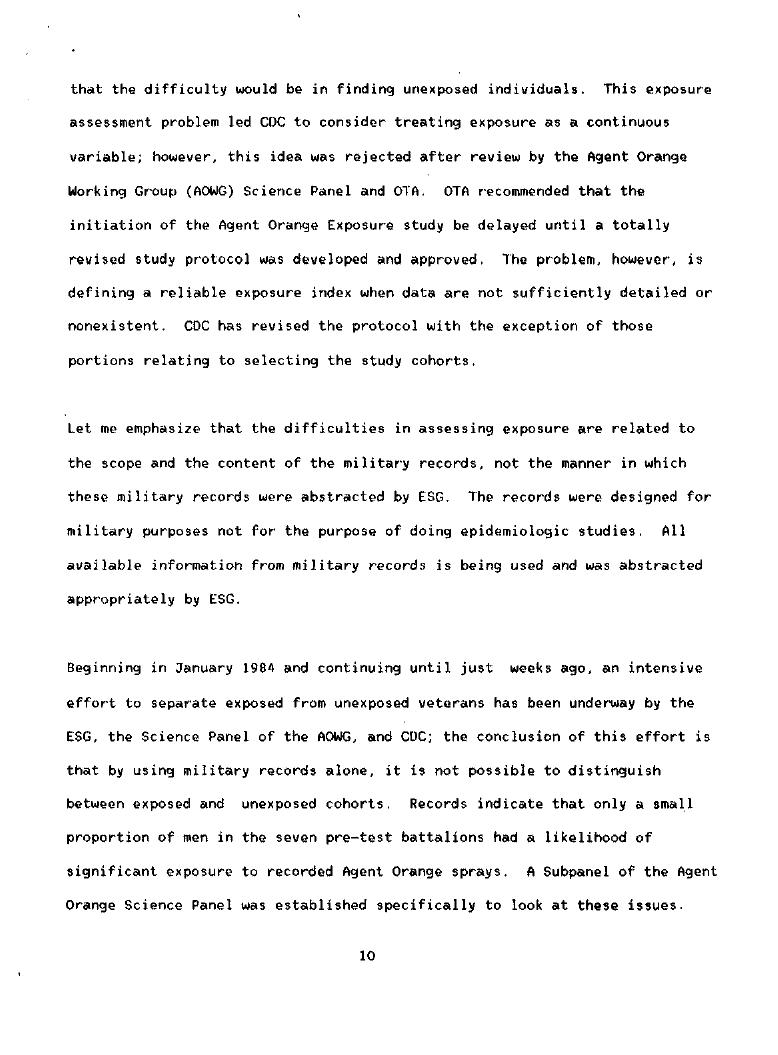 that the difficulty would be in finding unexposed individuals. This exposure
assessment problem led CDC to consider treating exposure as a continuous
variable; however, this idea was rejected after review by the Agent Orange
Working Group (AOWG) Science Panel and OTA. OTA recommended that the
initiation of the Agent Orange Exposure study be delayed until a totally
revised study protocol was developed and approved. The problem, however, is
defining a reliable exposure index when data are not sufficiently detailed or
nonexistent. CDC has revised the protocol with the exception of those
portions relating to selecting the study cohorts.
Let me emphasize that the difficulties in assessing exposure are related to
the scope and the content of the military records, not the manner in which
these military records were abstracted by ESG. The records were designed for
military purposes not for the purpose of doing epidemiologic studies. All
available information from military records is being used and was abstracted
appropriately by ESG.
Beginning in January 1984 and continuing until just weeks ago, an intensive
effort to separate exposed from unexposed veterans has been underway by the
ESG, the Science Panel of the AOWG, and CDC; the conclusion of this effort is
that by using military records alone, it is not possible to distinguish
between exposed and unexposed cohorts. Records indicate that only a small
proportion of men in the seven pre-test battalions had a likelihood of
significant exposure to recorded Agent Orange sprays. A Subpanel of the Agent
Orange Science Panel was established specifically to look at these issues.
10